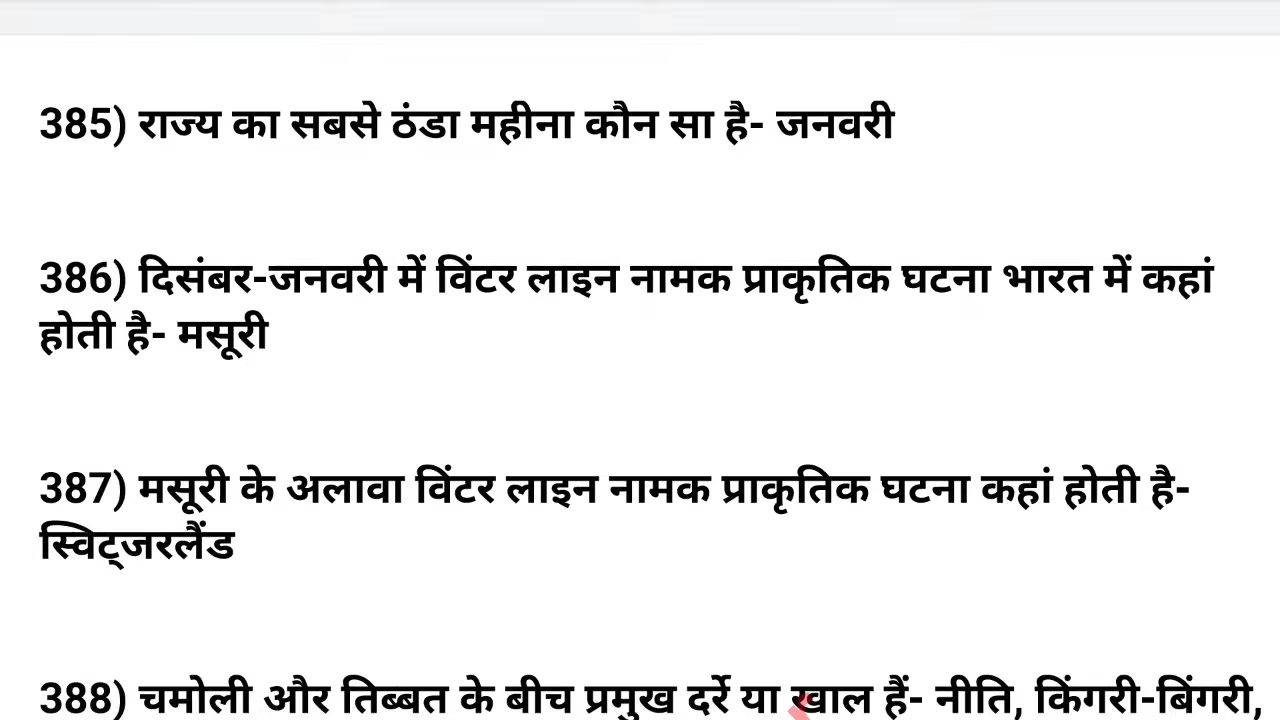 385) राज्य का सबसे ठंडा महीना कौन सा है- जनवरी
386) दिसंबर-जनवरी में विंटर लाइन नामक प्राकृतिक घटना भारत में कहां
होती है- मसूरी
387) मसूरी के अलावा विंटर लाइन नामक प्राकृतिक घटना कहां होती है-
स्विट्जरलैंड
388) चमोली और तिब्बत के बीच प्रमुख दर्रे या खाल हैं- नीति, किंगरी-बिंगरी,